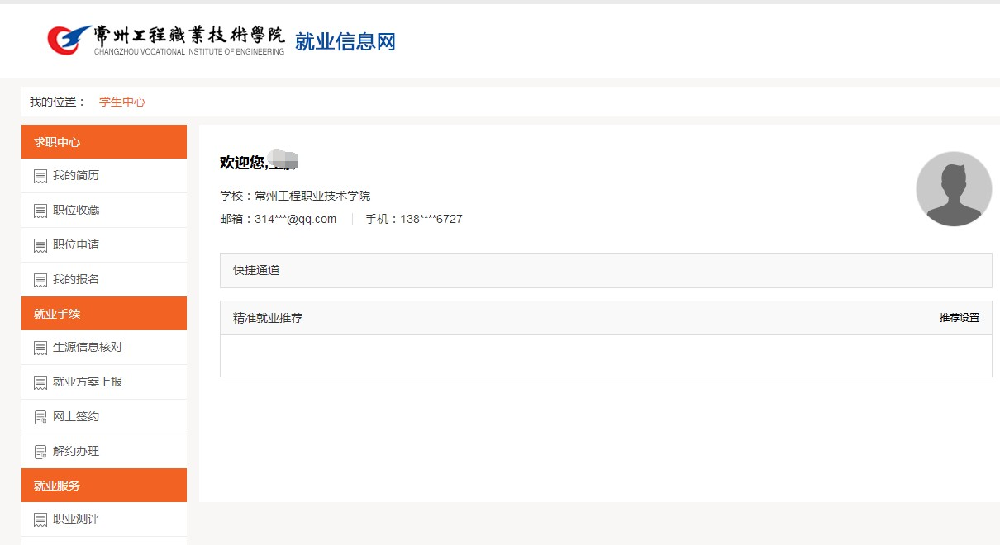 常州工程職業技術學院 就业信息网
CHANGZHOU VOCATIONAL INSTITUTE OF ENGINEERING
我的位置： 学生中心
求职中心
我的简历
职位收藏
职位申请
我的报名
就业手续
生源信息核对
就业方案上报
网上签约
解约办理
就业服务
职业测评
欢迎您,
学校：常州工程职业技术学院
邮箱：314***@qq.com 手机：138****6727
快捷通道
精准就业推荐 推荐设置